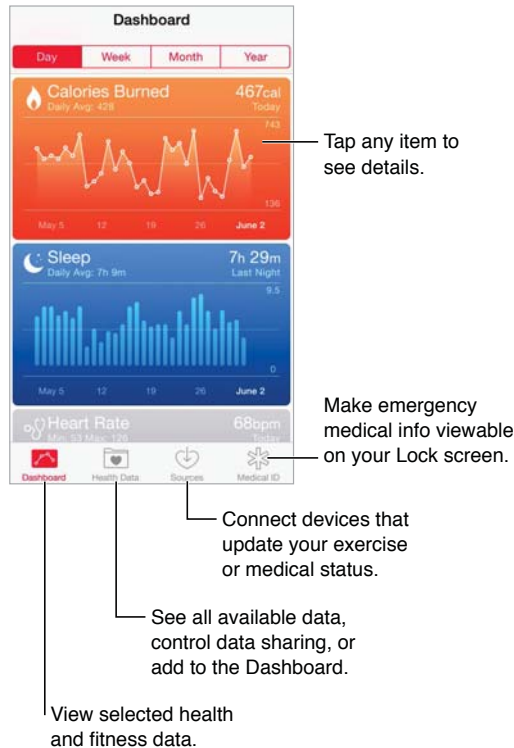 Dashboard
Day Week Month Year
Calories Burned 467cal
Daily Avg: 428 Today
743
Tap any item to
see details.
136
May 5 12 19 26 June 2
Sleep 7h 29m
Daily Avg: 7h 9m Last Night
9.5
0
May 5 12 19 26 June 2
Heart Rate 68bpm
Min: 53 Max: 126 Today
Make emergency
medical info viewable
on your Lock screen.
Dashboard Health Data Sources Medical ID
Connect devices that
update your exercise
or medical status.
See all available data,
control data sharing, or
add to the Dashboard.
View selected health
and fitness data.